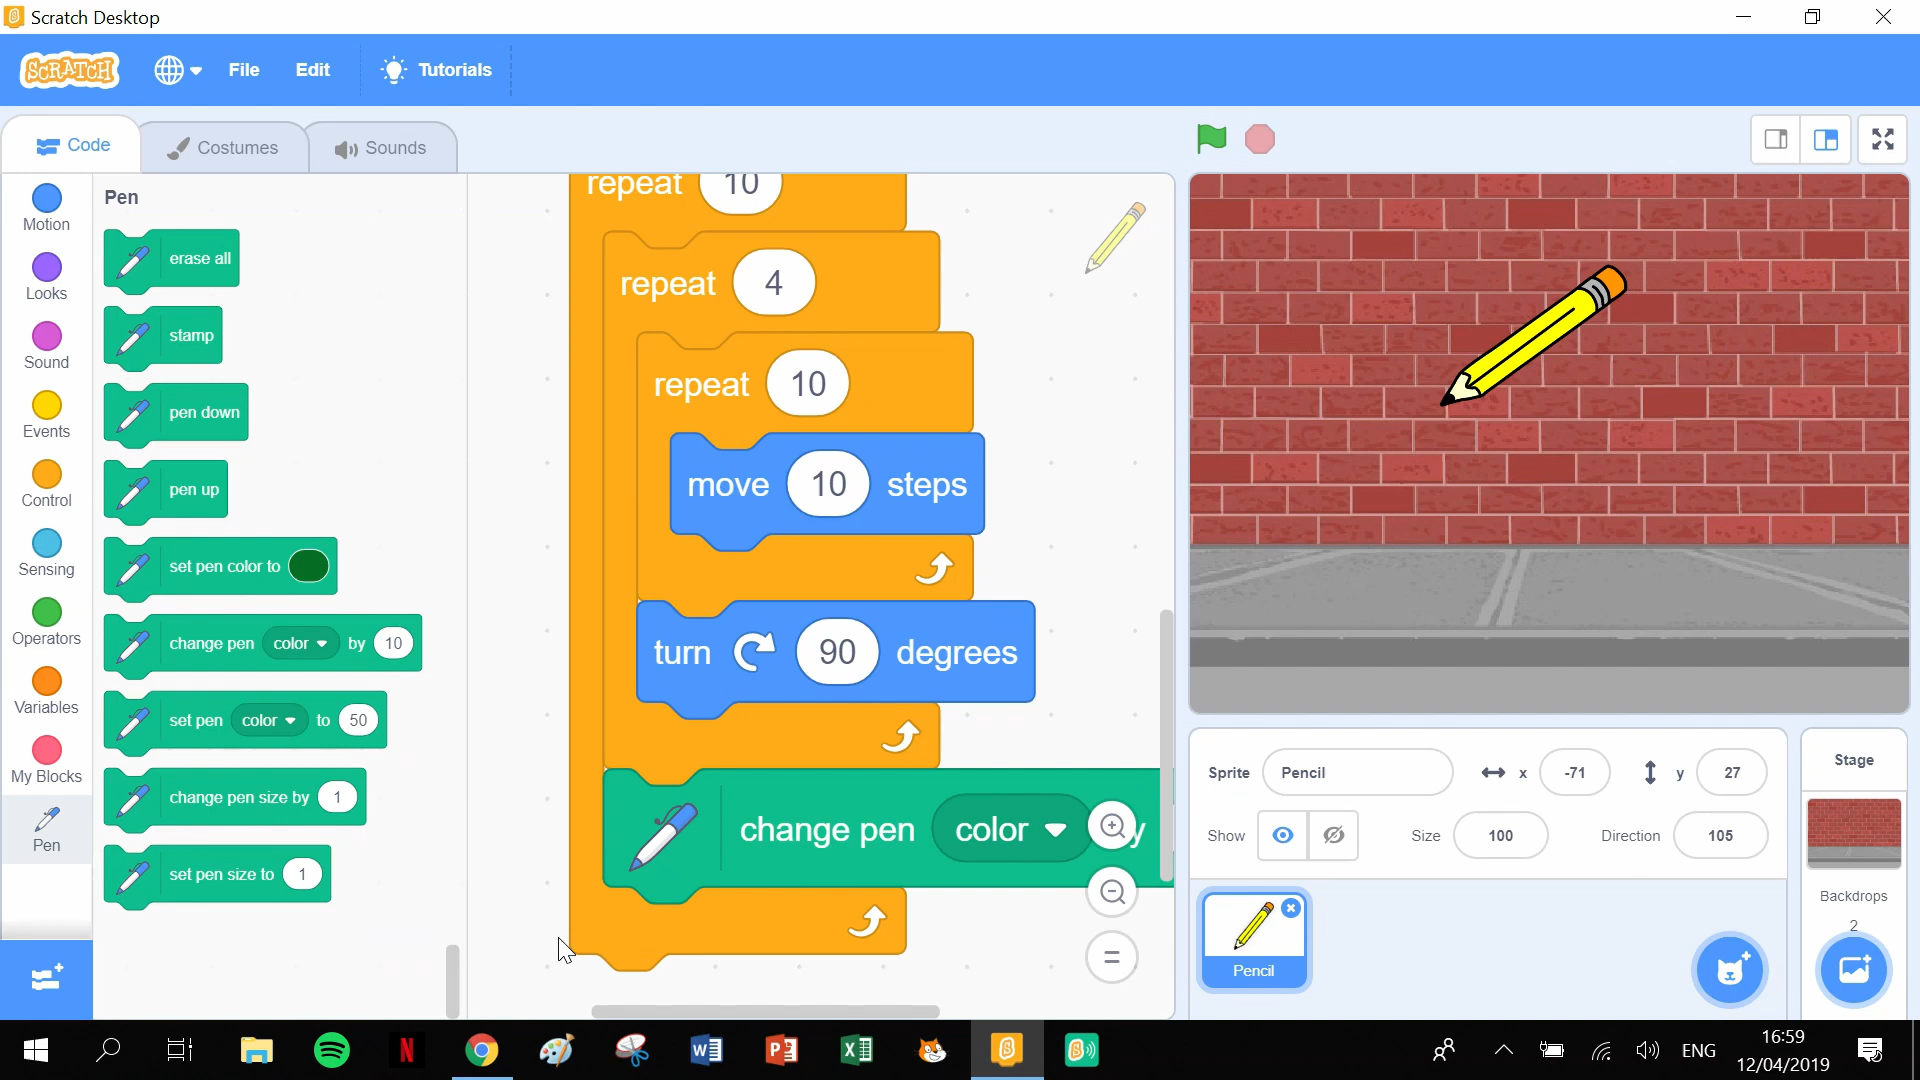 Scratch Desktop
SCRATCH
File
Edit
Tutorials
Code
Costumes
Sounds
Motion
Looks
Sound
Events
Control
Sensing
Operators
Variables
My Blocks
Pen
Pen
erase all
stamp
pen down
pen up
set pen color to
change pen color by 10
set pen color to 50
change pen size by 1
set pen size to 1
repeat 10
repeat 4
repeat 10
move 10 steps
turn 90 degrees
change pen color
Sprite Pencil x -71 y 27
Show Size 100 Direction 105
Pencil
Stage
Backdrops
2
ENG
16:59
12/04/2019